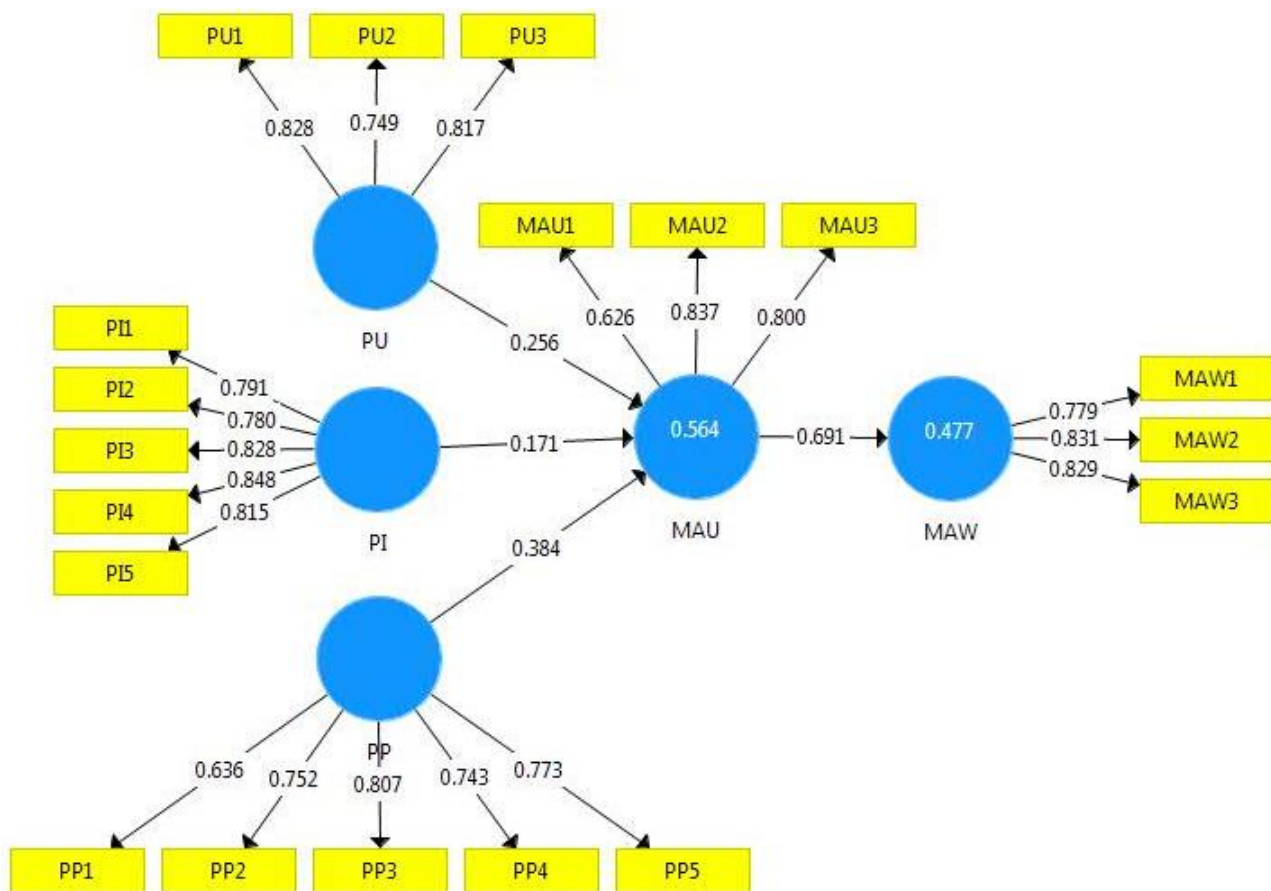 PU1 PU2 PU3
0.828 0.749 0.817
PU
MAU1 MAU2 MAU3
0.626 0.837 0.800
0.256
PI1
PI2
PI3
PI4
PI5
0.791
0.780
0.828
0.848
0.815
PI
0.171
0.564
MAU
0.691
0.477
MAW
0.779
0.831
0.829
MAW1
MAW2
MAW3
0.384
PP
0.636 0.752 0.807 0.743 0.773
PP1 PP2 PP3 PP4 PP5